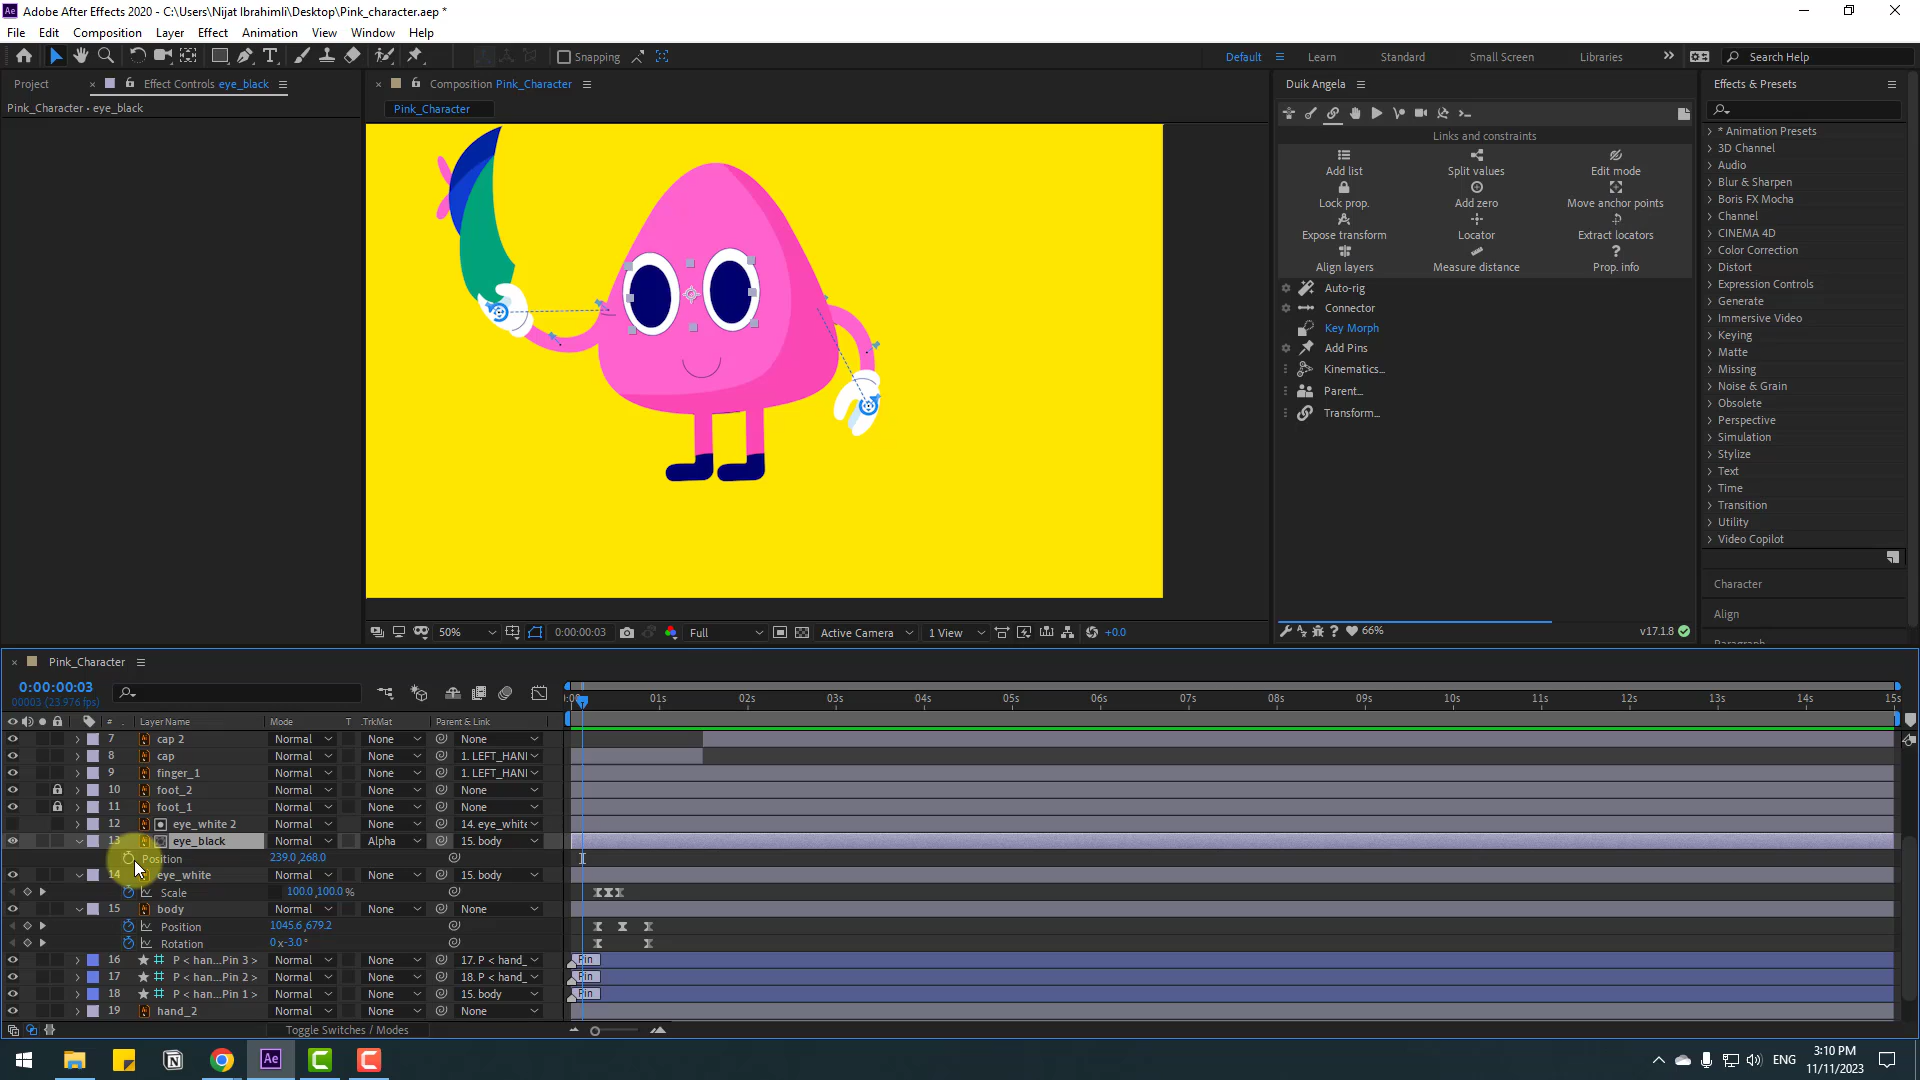 Adobe After Effects 2020 - C:\Users\Nijat Ibrahimli\Desktop\Pink_character.aep *
File Edit Composition Layer Effect Animation View Window Help
Snapping
Default Learn Standard Small Screen Libraries Search Help
Project Effect Controls eye_black
Pink_Character • eye_black
Composition Pink_Character
Pink_Character
Duik Angela
Links and constraints
Add list Split values Edit mode
Lock prop. Add zero Move anchor points
Expose transform Locator Extract locators
Align layers Measure distance Prop. info
Auto-rig
Connector
Key Morph
Add Pins
Kinematics...
Parent...
Transform...
66% v17.1.8
Effects & Presets
* Animation Presets
3D Channel
Audio
Blur & Sharpen
Boris FX Mocha
Channel
CINEMA 4D
Color Correction
Distort
Expression Controls
Generate
Immersive Video
Keying
Matte
Missing
Noise & Grain
Obsolete
Perspective
Simulation
Stylize
Text
Time
Transition
Utility
Video Copilot
Character
Align
50% 0:00:00:03 Full Active Camera 1 View +0.0
Pink_Character
0:00:00:03
00003 (23.976 fps)
01s 02s 03s 04s 05s 06s 07s 08s 09s 10s 11s 12s 13s 14s 15s
# Layer Name Mode T .TrkMat Parent & Link
7 cap 2 Normal None None
8 cap Normal None 1. LEFT_HANI
9 finger_1 Normal None 1. LEFT_HANI
10 foot_2 Normal None None
11 foot_1 Normal None None
12 eye_white 2 Normal None 14. eye_white
13 eye_black Normal Alpha 15. body
Position 239.0,268.0
14 eye_white Normal None 15. body
Scale 100.0,100.0%
15 body Normal None None
Position 1045.6,679.2
Rotation 0x-3.0°
16 P < han...Pin 3 > Normal None 17. P < hand_ Pin
17 P < han...Pin 2 > Normal None 18. P < hand_ Pin
18 P < han...Pin 1 > Normal None 15. body Pin
19 hand_2 Normal None None
Toggle Switches / Modes
ENG
3:10 PM
11/11/2023